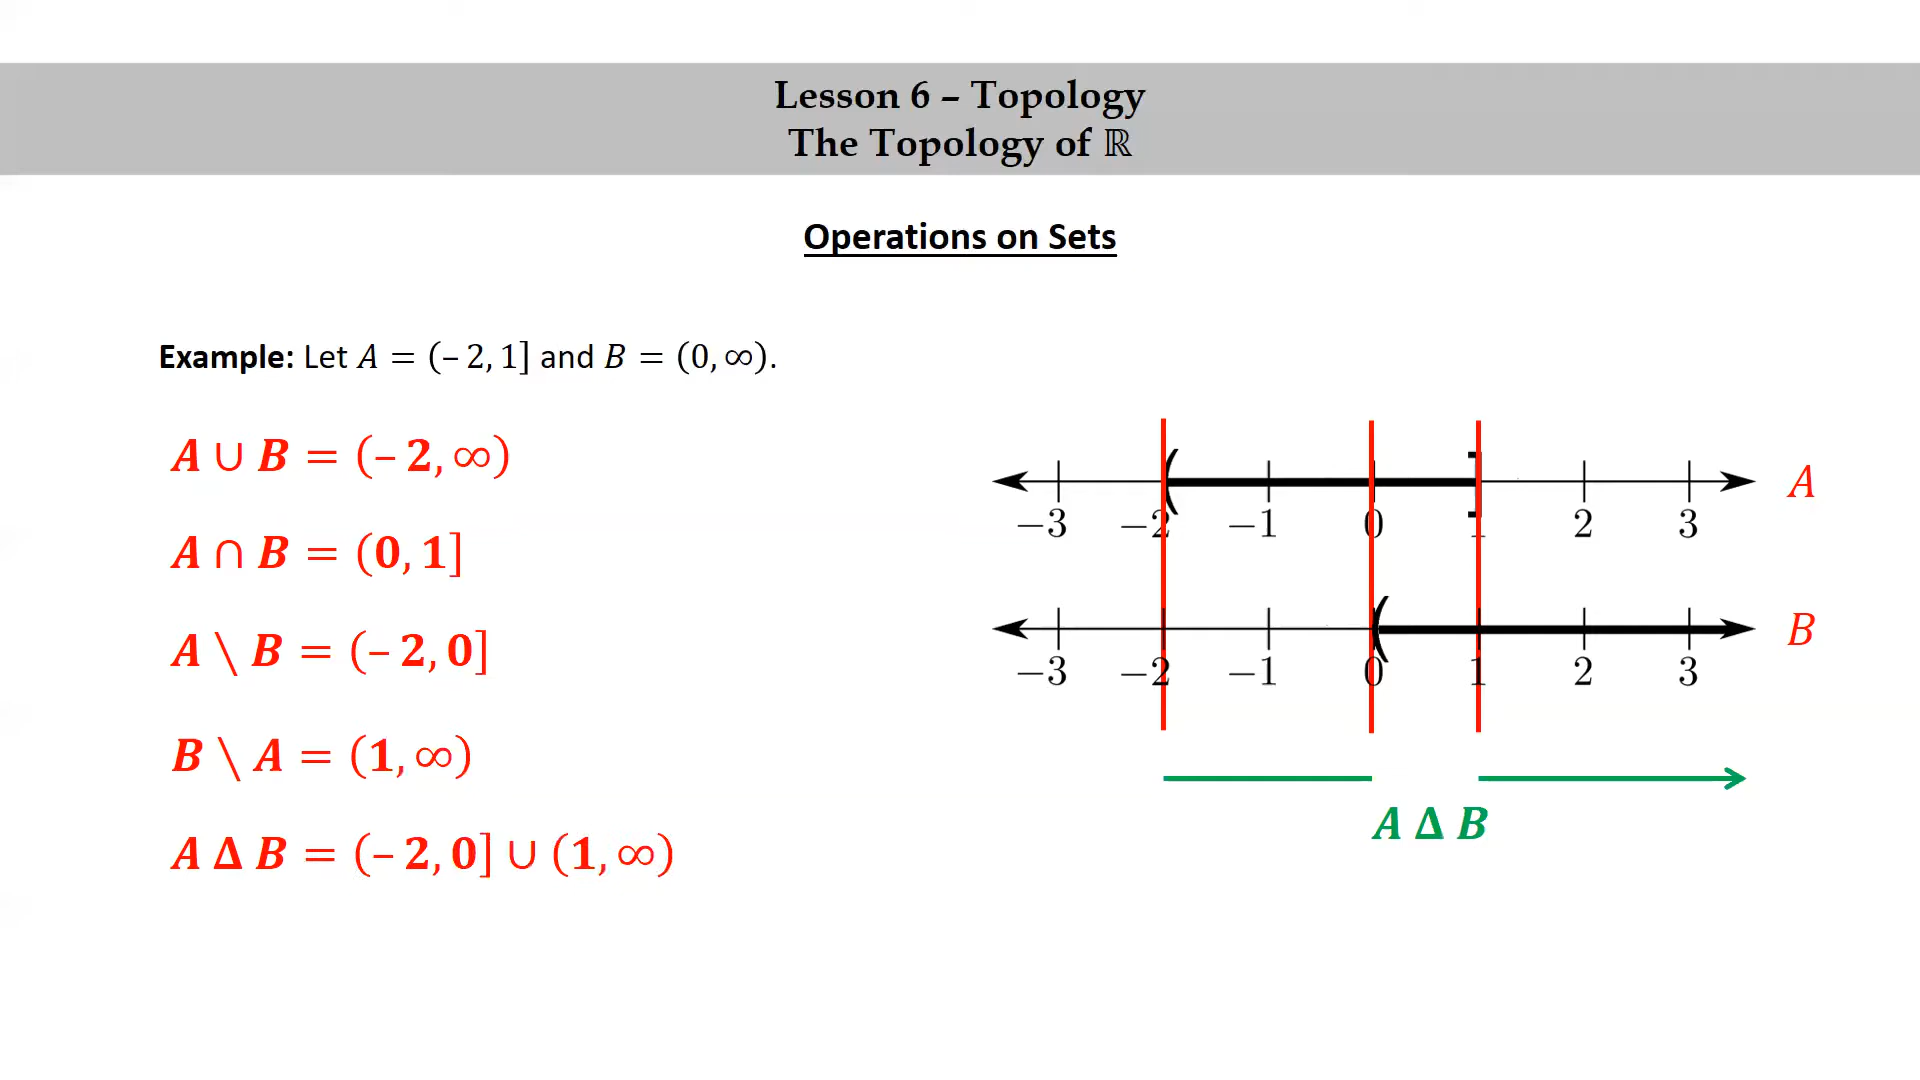 Lesson 6 – Topology
The Topology of ℝ
Operations on Sets
Example: Let A = (– 2, 1] and B = (0, ∞).
A ∪ B = (– 2, ∞)
A ∩ B = (0, 1]
A \ B = (– 2, 0]
B \ A = (1, ∞)
A Δ B = (– 2, 0] ∪ (1, ∞)
( ] A
−3 −2 −1 0 1 2 3
( B
−3 −2 −1 0 1 2 3
A Δ B